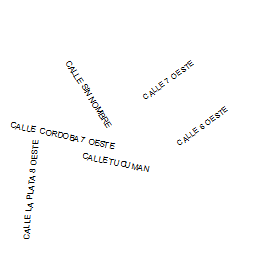 CALLE SIN NOMBRE
CALLE 7 OESTE
CALLE 6 OESTE
CALLE CORDOBA 7 OESTE
CALLE TUCUMAN
CALLE LA PLATA 8 OESTE